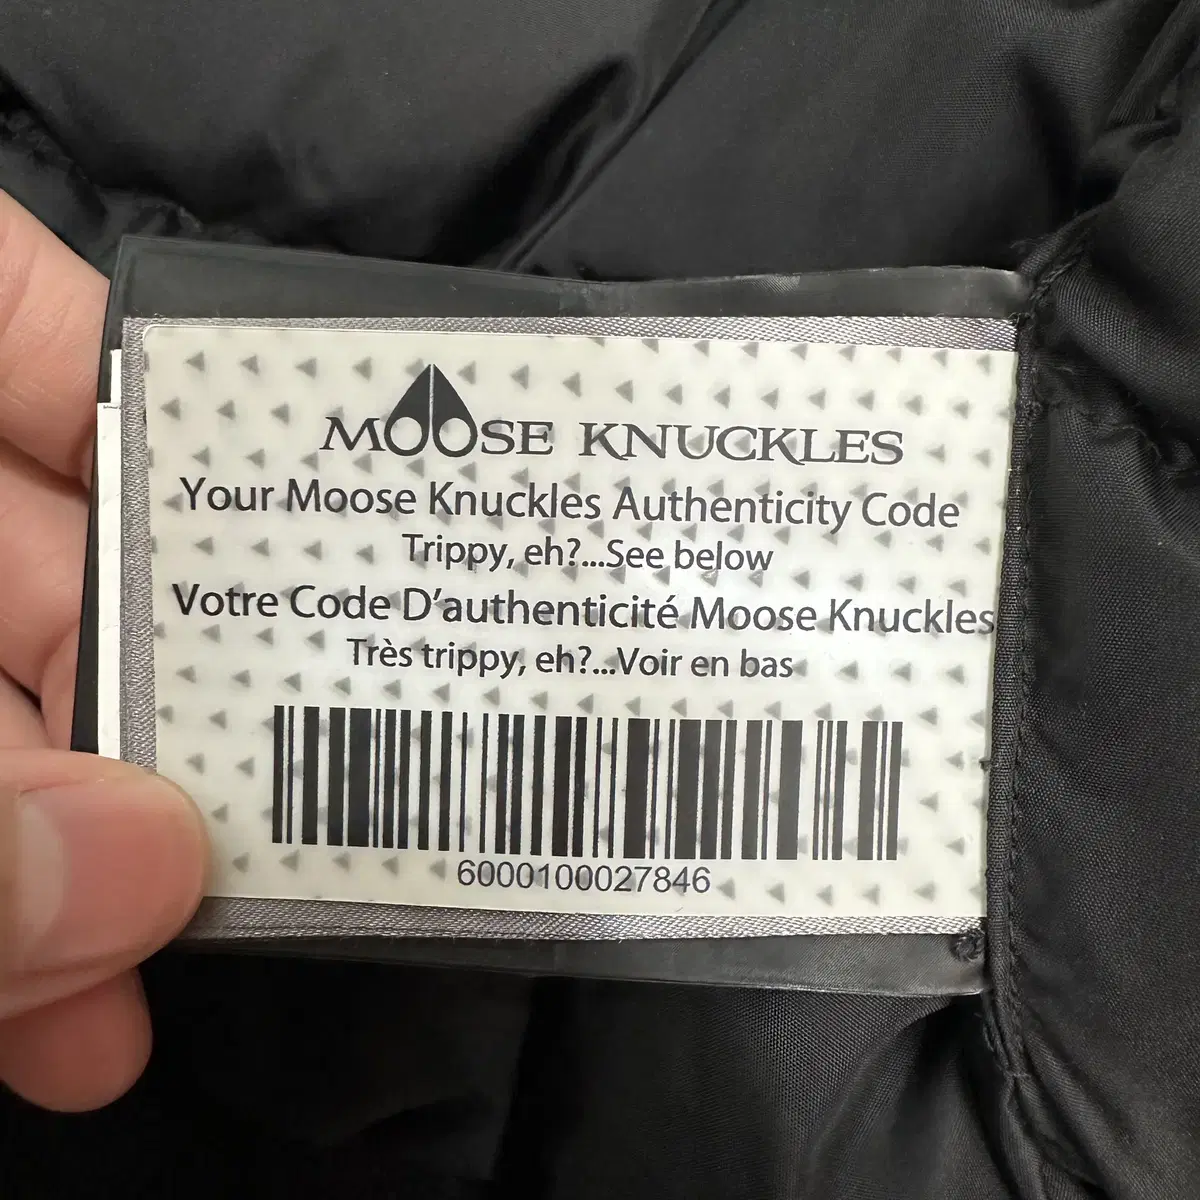 MOOSE KNUCKLES
Your Moose Knuckles Authenticity Code
Trippy, eh?...See below
Votre Code D'authenticité Moose Knuckles
Très trippy, eh?...Voir en bas
6000100027846